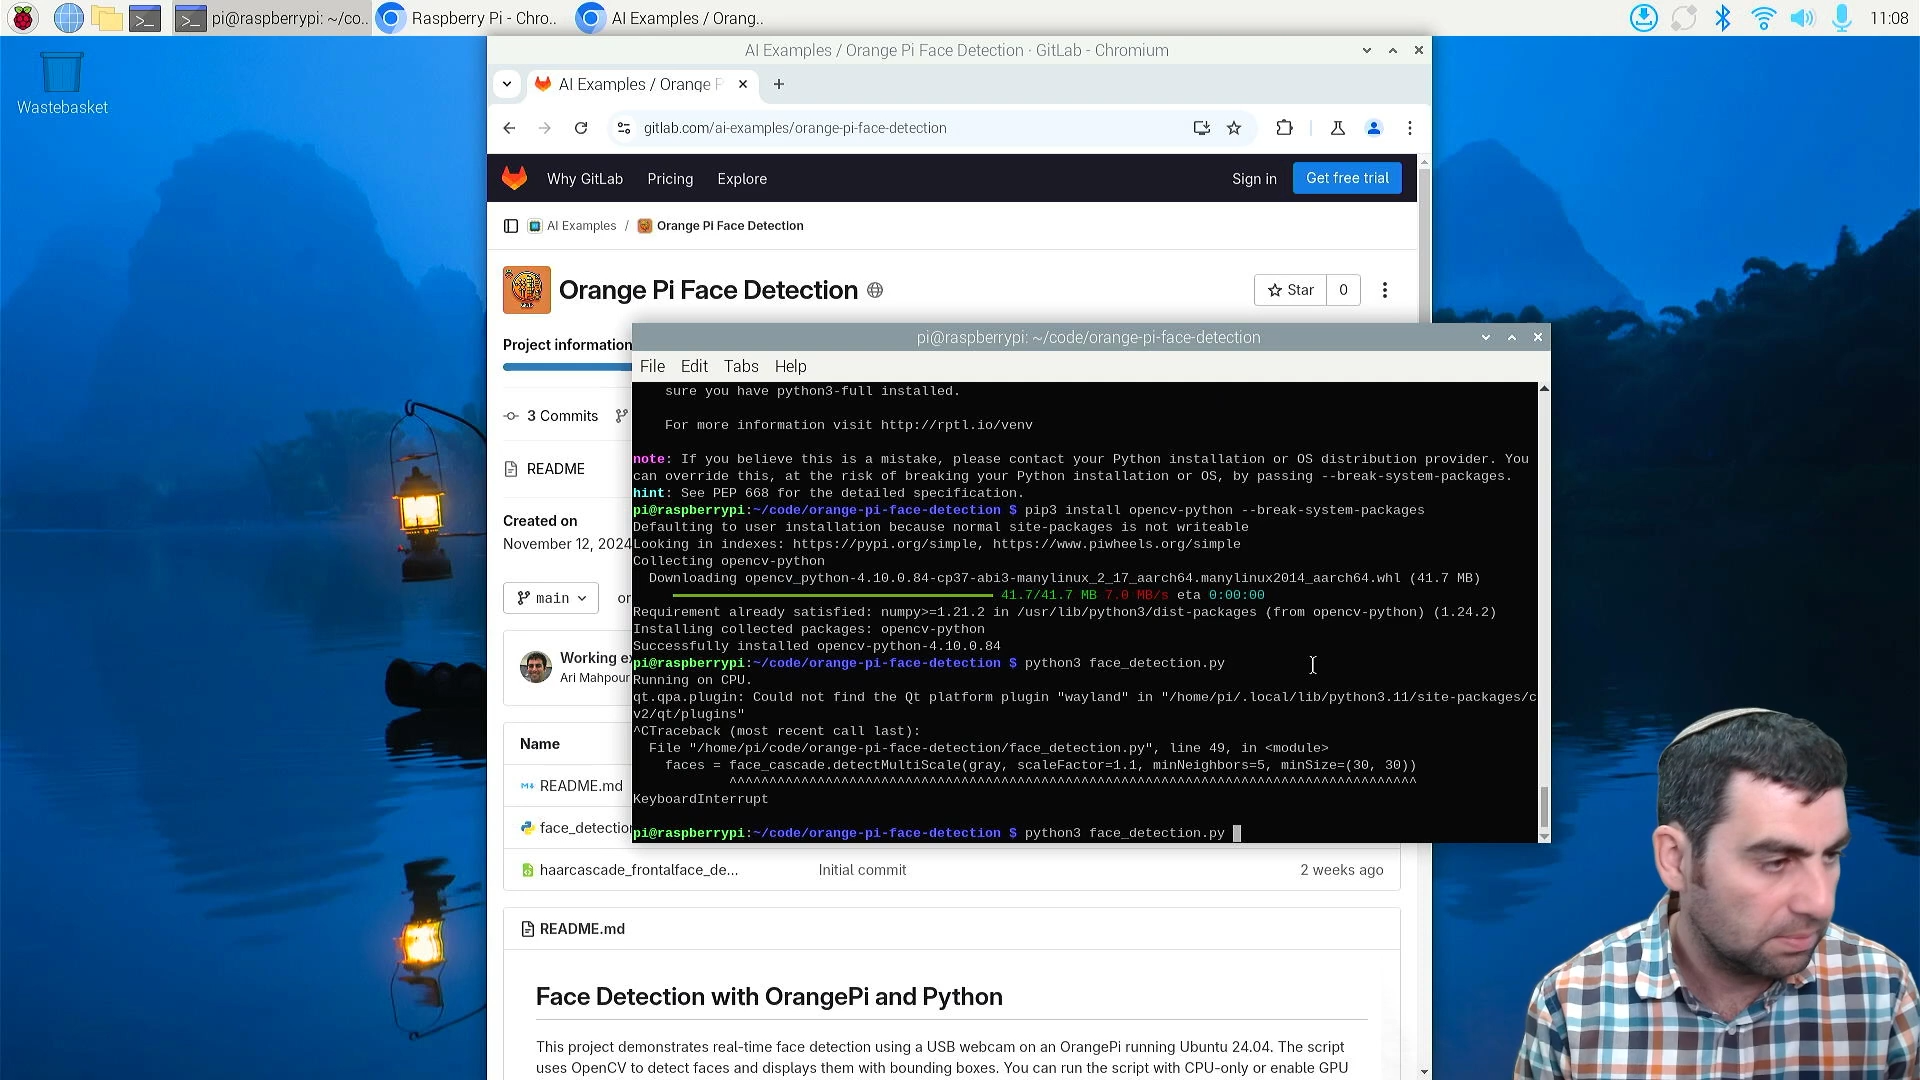 pi@raspberrypi: ~/co..
Raspberry Pi - Chro..
AI Examples / Orang..
11:08
Wastebasket
AI Examples / Orange Pi Face Detection · GitLab - Chromium
AI Examples / Orange P
gitlab.com/ai-examples/orange-pi-face-detection
Why GitLab
Pricing
Explore
Sign in
Get free trial
AI Examples / Orange Pi Face Detection
Orange Pi Face Detection
Star
0
Project information
3 Commits
README
Created on
November 12, 2024
main
Working e
Ari Mahpour
Name
README.md
face_detectio
haarcascade_frontalface_de...
Initial commit
2 weeks ago
README.md
Face Detection with OrangePi and Python
This project demonstrates real-time face detection using a USB webcam on an OrangePi running Ubuntu 24.04. The script
uses OpenCV to detect faces and displays them with bounding boxes. You can run the script with CPU-only or enable GPU
pi@raspberrypi: ~/code/orange-pi-face-detection
File Edit Tabs Help
sure you have python3-full installed.
For more information visit http://rptl.io/venv
note: If you believe this is a mistake, please contact your Python installation or OS distribution provider. You
can override this, at the risk of breaking your Python installation or OS, by passing --break-system-packages.
hint: See PEP 668 for the detailed specification.
pi@raspberrypi:~/code/orange-pi-face-detection $ pip3 install opencv-python --break-system-packages
Defaulting to user installation because normal site-packages is not writeable
Looking in indexes: https://pypi.org/simple, https://www.piwheels.org/simple
Collecting opencv-python
Downloading opencv_python-4.10.0.84-cp37-abi3-manylinux_2_17_aarch64.manylinux2014_aarch64.whl (41.7 MB)
41.7/41.7 MB 7.0 MB/s eta 0:00:00
Requirement already satisfied: numpy>=1.21.2 in /usr/lib/python3/dist-packages (from opencv-python) (1.24.2)
Installing collected packages: opencv-python
Successfully installed opencv-python-4.10.0.84
pi@raspberrypi:~/code/orange-pi-face-detection $ python3 face_detection.py
Running on CPU.
qt.qpa.plugin: Could not find the Qt platform plugin "wayland" in "/home/pi/.local/lib/python3.11/site-packages/c
v2/qt/plugins"
^CTraceback (most recent call last):
File "/home/pi/code/orange-pi-face-detection/face_detection.py", line 49, in <module>
faces = face_cascade.detectMultiScale(gray, scaleFactor=1.1, minNeighbors=5, minSize=(30, 30))
^^^^^^^^^^^^^^^^^^^^^^^^^^^^^^^^^^^^^^^^^^^^^^^^^^^^^^^^^^^^^^^^^^^^^^^^^^^^^^^^^^^^^^
KeyboardInterrupt
pi@raspberrypi:~/code/orange-pi-face-detection $ python3 face_detection.py